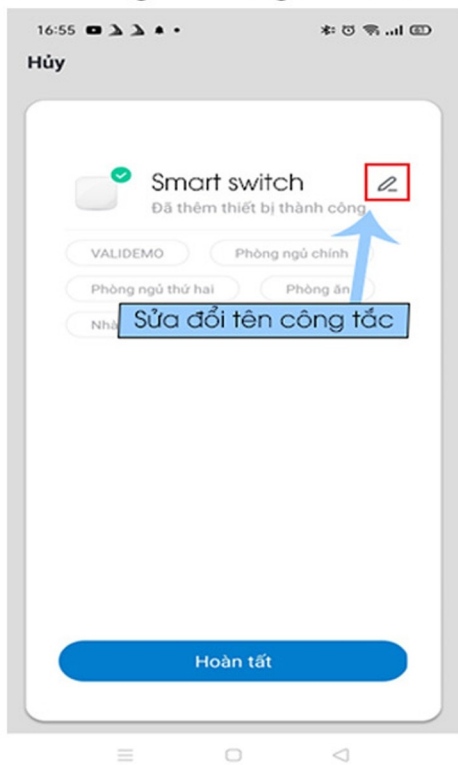 16:55
Hủy
Smart switch
Đã thêm thiết bị thành công
VALIDEMO
Phòng ngủ chính
Phòng ngủ thứ hai
Phòng ăn
Nhà
Sửa đổi tên công tắc
Hoàn tất